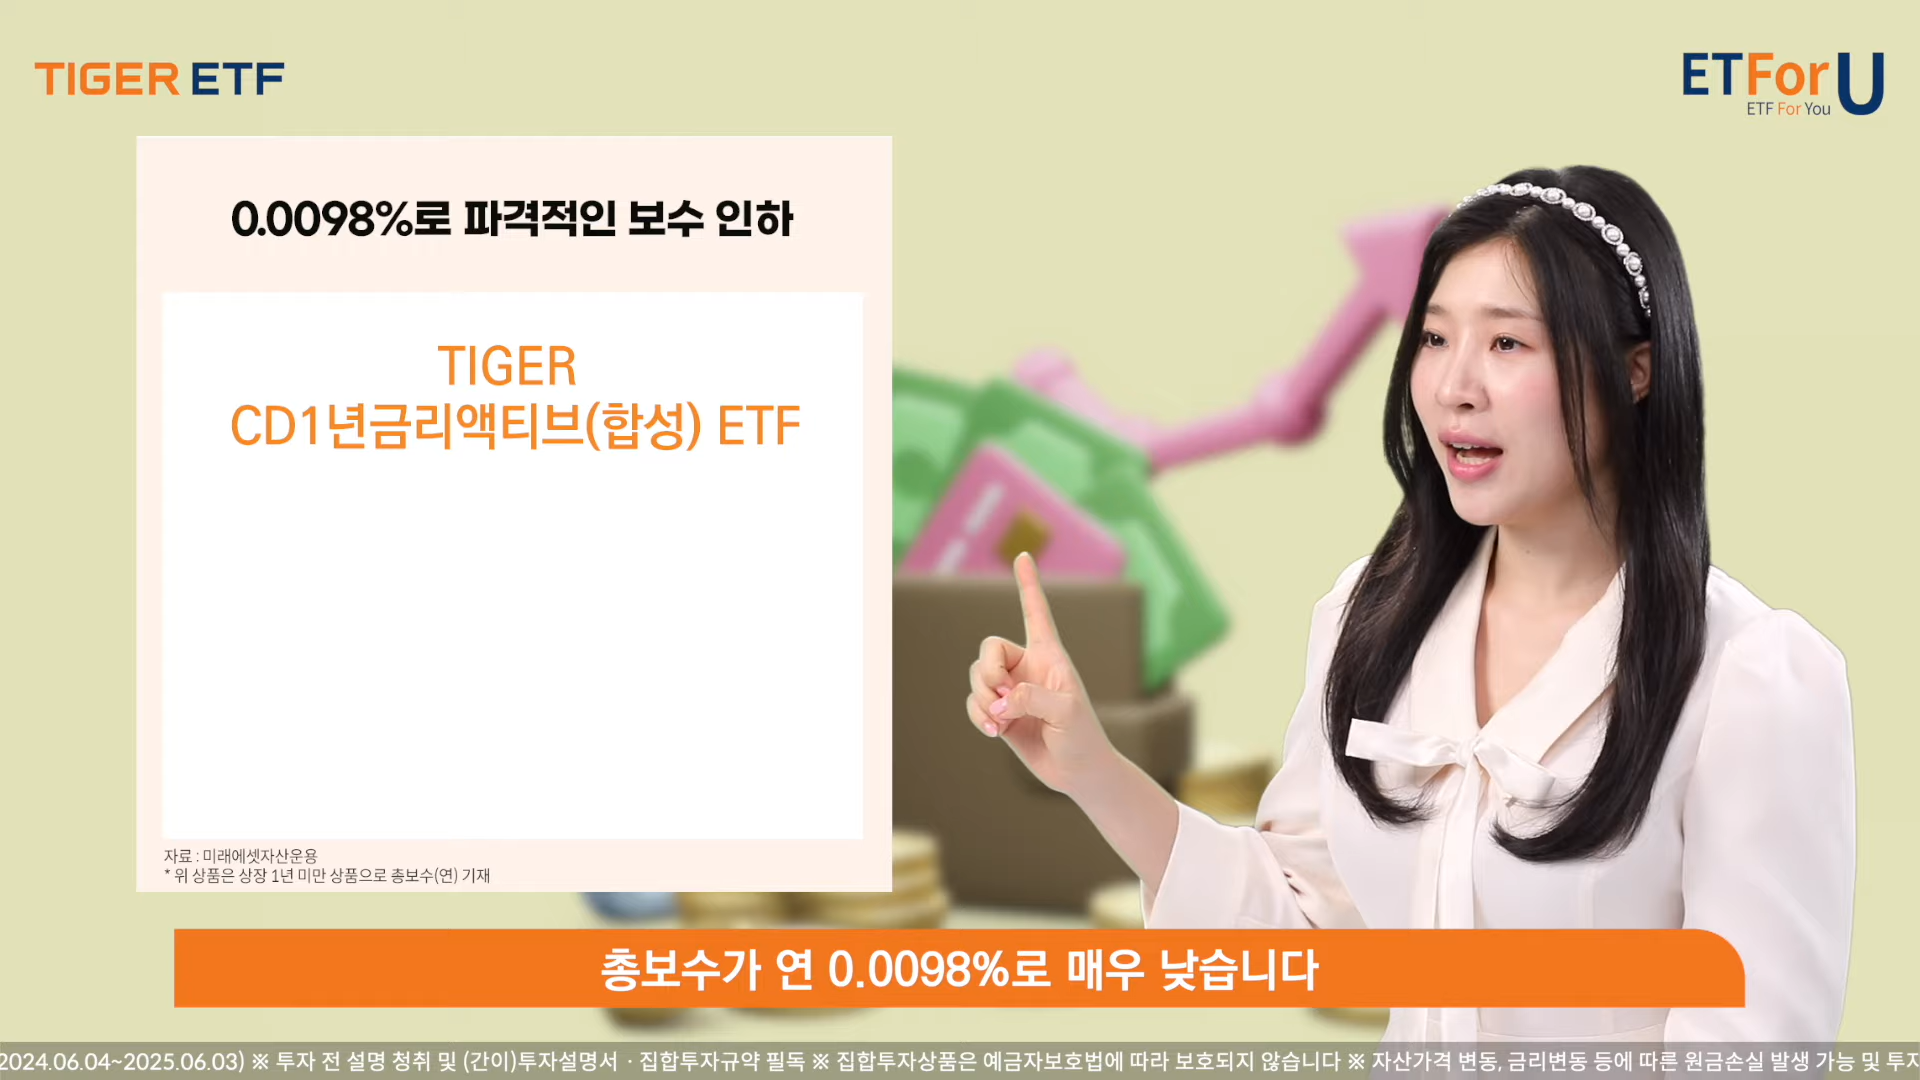 TIGER ETF
ETFor U
ETF For You
0.0098%로 파격적인 보수 인하
TIGER
CD1년금리액티브(합성) ETF
자료 : 미래에셋자산운용
* 위 상품은 상장 1년 미만 상품으로 총보수(연) 기재
총보수가 연 0.0098%로 매우 낮습니다
2024.06.04~2025.06.03) ※ 투자 전 설명 청취 및 (간이)투자설명서 · 집합투자규약 필독 ※ 집합투자상품은 예금자보호법에 따라 보호되지 않습니다 ※ 자산가격 변동, 금리변동 등에 따른 원금손실 발생 가능 및 투자